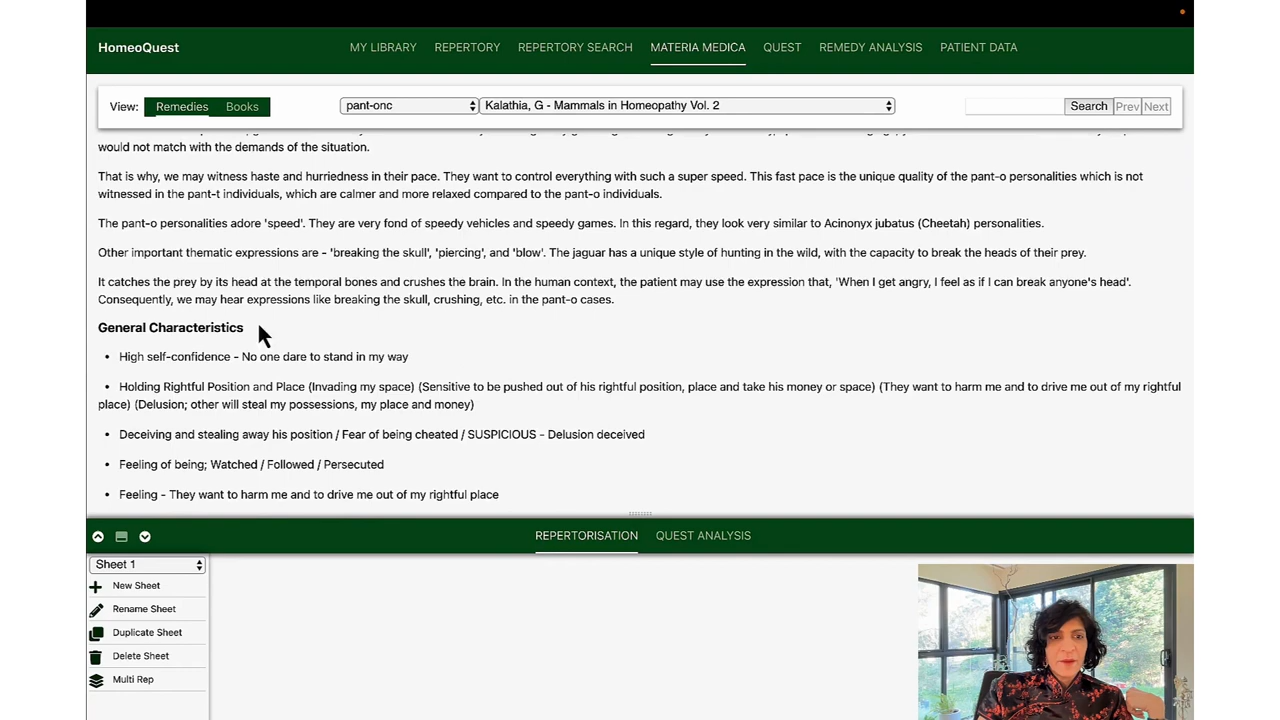 HomeoQuest
MY LIBRARY REPERTORY REPERTORY SEARCH MATERIA MEDICA QUEST REMEDY ANALYSIS PATIENT DATA
View: Remedies Books pant-onc Kalathia, G - Mammals in Homeopathy Vol. 2 Search Prev Next
would not match with the demands of the situation.
That is why, we may witness haste and hurriedness in their pace. They want to control everything with such a super speed. This fast pace is the unique quality of the pant-o personalities which is not
witnessed in the pant-t individuals, which are calmer and more relaxed compared to the pant-o individuals.
The pant-o personalities adore 'speed'. They are very fond of speedy vehicles and speedy games. In this regard, they look very similar to Acinonyx jubatus (Cheetah) personalities.
Other important thematic expressions are - 'breaking the skull', 'piercing', and 'blow'. The jaguar has a unique style of hunting in the wild, with the capacity to break the heads of their prey.
It catches the prey by its head at the temporal bones and crushes the brain. In the human context, the patient may use the expression that, 'When I get angry, I feel as if I can break anyone's head'.
Consequently, we may hear expressions like breaking the skull, crushing, etc. in the pant-o cases.
General Characteristics
• High self-confidence - No one dare to stand in my way
• Holding Rightful Position and Place (Invading my space) (Sensitive to be pushed out of his rightful position, place and take his money or space) (They want to harm me and to drive me out of my rightful
place) (Delusion; other will steal my possessions, my place and money)
• Deceiving and stealing away his position / Fear of being cheated / SUSPICIOUS - Delusion deceived
• Feeling of being; Watched / Followed / Persecuted
• Feeling - They want to harm me and to drive me out of my rightful place
REPERTORISATION QUEST ANALYSIS
Sheet 1
New Sheet
Rename Sheet
Duplicate Sheet
Delete Sheet
Multi Rep